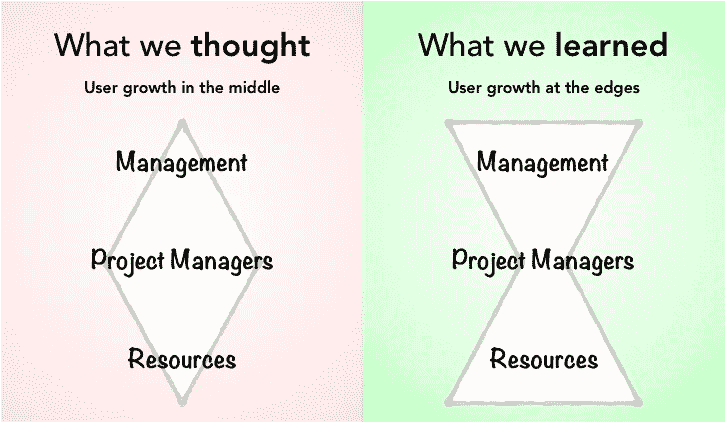 What we thought
User growth in the middle
Management
Project Managers
Resources
What we learned
User growth at the edges
Management
Project Managers
Resources